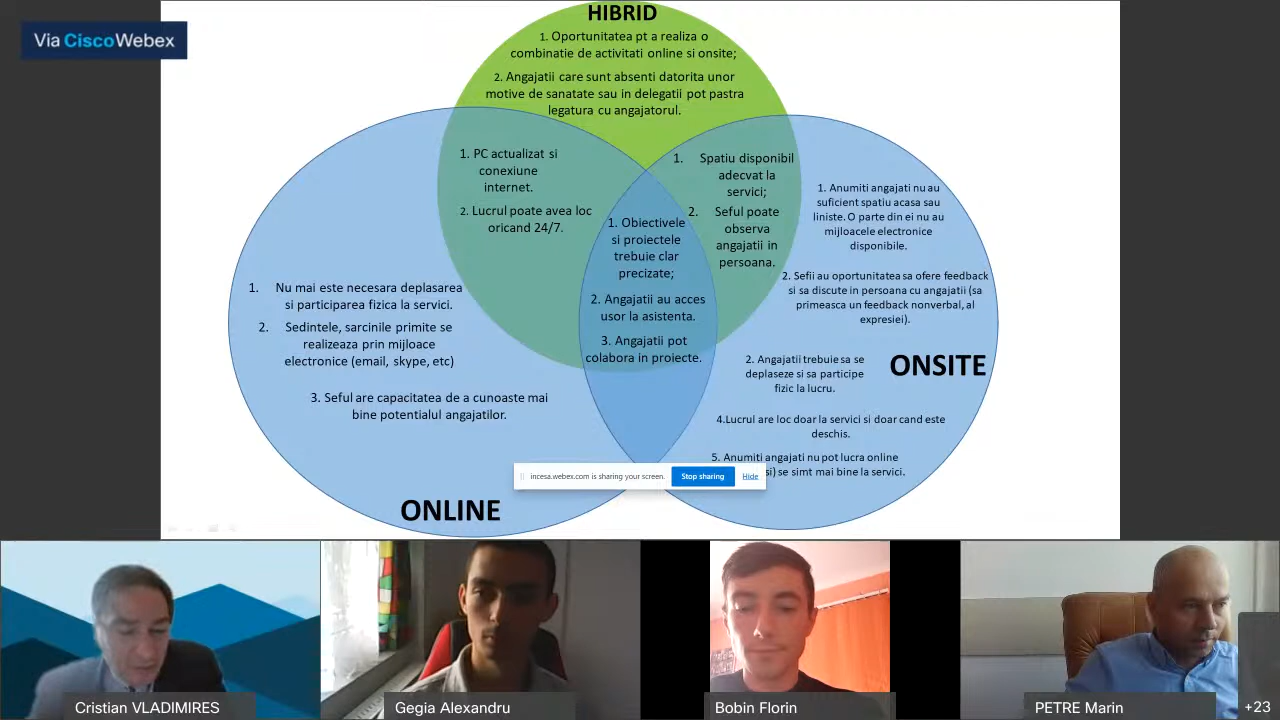 Via CiscoWebex
HIBRID
1. Oportunitatea pt a realiza o
combinatie de activitati online si onsite;
2. Angajatii care sunt absenti datorita unor
motive de sanatate sau in delegatii pot pastra
legatura cu angajatorul.
1. PC actualizat si
conexiune
internet.
2. Lucrul poate avea loc
oricand 24/7.
1. Spatiu disponibil
adecvat la
servici;
2. Seful poate
observa
angajatii in
persoana.
1. Obiectivele
si proiectele
trebuie clar
precizate;
2. Angajatii au acces
usor la asistenta.
3. Angajatii pot
colabora in proiecte.
1. Nu mai este necesara deplasarea
si participarea fizica la servici.
2. Sedintele, sarcinile primite se
realizeaza prin mijloace
electronice (email, skype, etc)
3. Seful are capacitatea de a cunoaste mai
bine potentialul angajatilor.
ONLINE
1. Anumiti angajati nu au
suficient spatiu acasa sau
liniste. O parte din ei nu au
mijloacele electronice
disponibile.
2. Sefii au oportunitatea sa ofere feedback
si sa discute in persoana cu angajatii (sa
primeasca un feedback nonverbal, al
expresiei).
2. Angajatii trebuie sa se
deplaseze si sa participe
fizic la lucru.
ONSITE
4.Lucrul are loc doar la servici si doar cand este
deschis.
5. Anumiti angajati nu pot lucra online
si) se simt mai bine la servici.
incesa.webex.com is sharing your screen.
Stop sharing
Hide
Cristian VLADIMIRES
Gegia Alexandru
Bobin Florin
PETRE Marin
+23